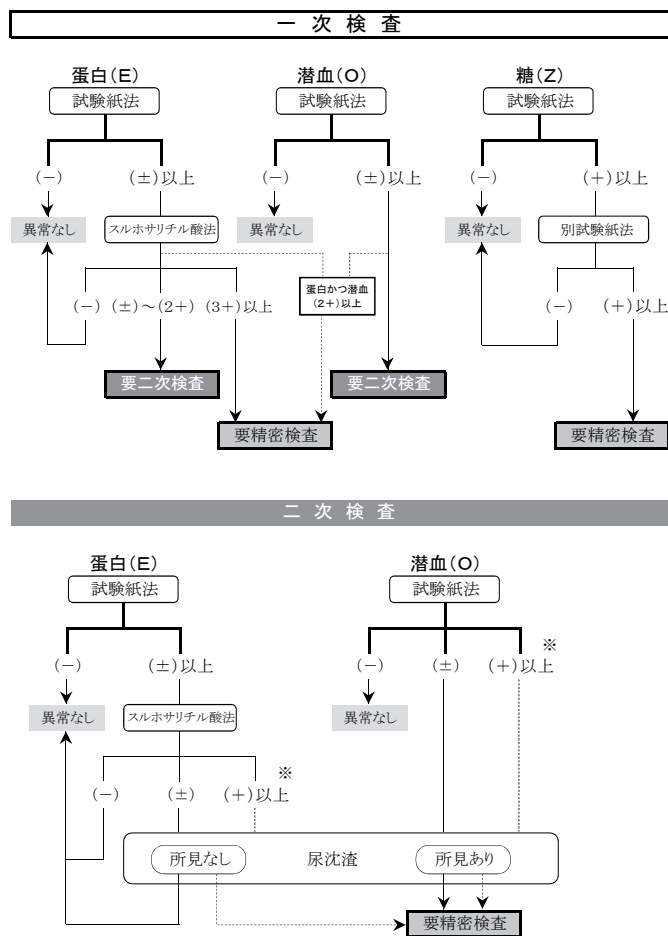 一次検査
蛋白(E) 潜血(O) 糖(Z)
試験紙法 試験紙法 試験紙法
(−) (±)以上 (−) (±)以上 (−) (+)以上
異常なし スルホサリチル酸法 異常なし 異常なし 別試験紙法
蛋白かつ潜血
(2+)以上
(−) (±)～(2+) (3+)以上 (−) (+)以上
要二次検査 要二次検査
要精密検査 要精密検査
二次検査
蛋白(E) 潜血(O)
試験紙法 試験紙法
※
(−) (±)以上 (−) (±) (+)以上
異常なし スルホサリチル酸法 異常なし
※
(−) (±) (+)以上
所見なし 尿沈渣 所見あり
要精密検査